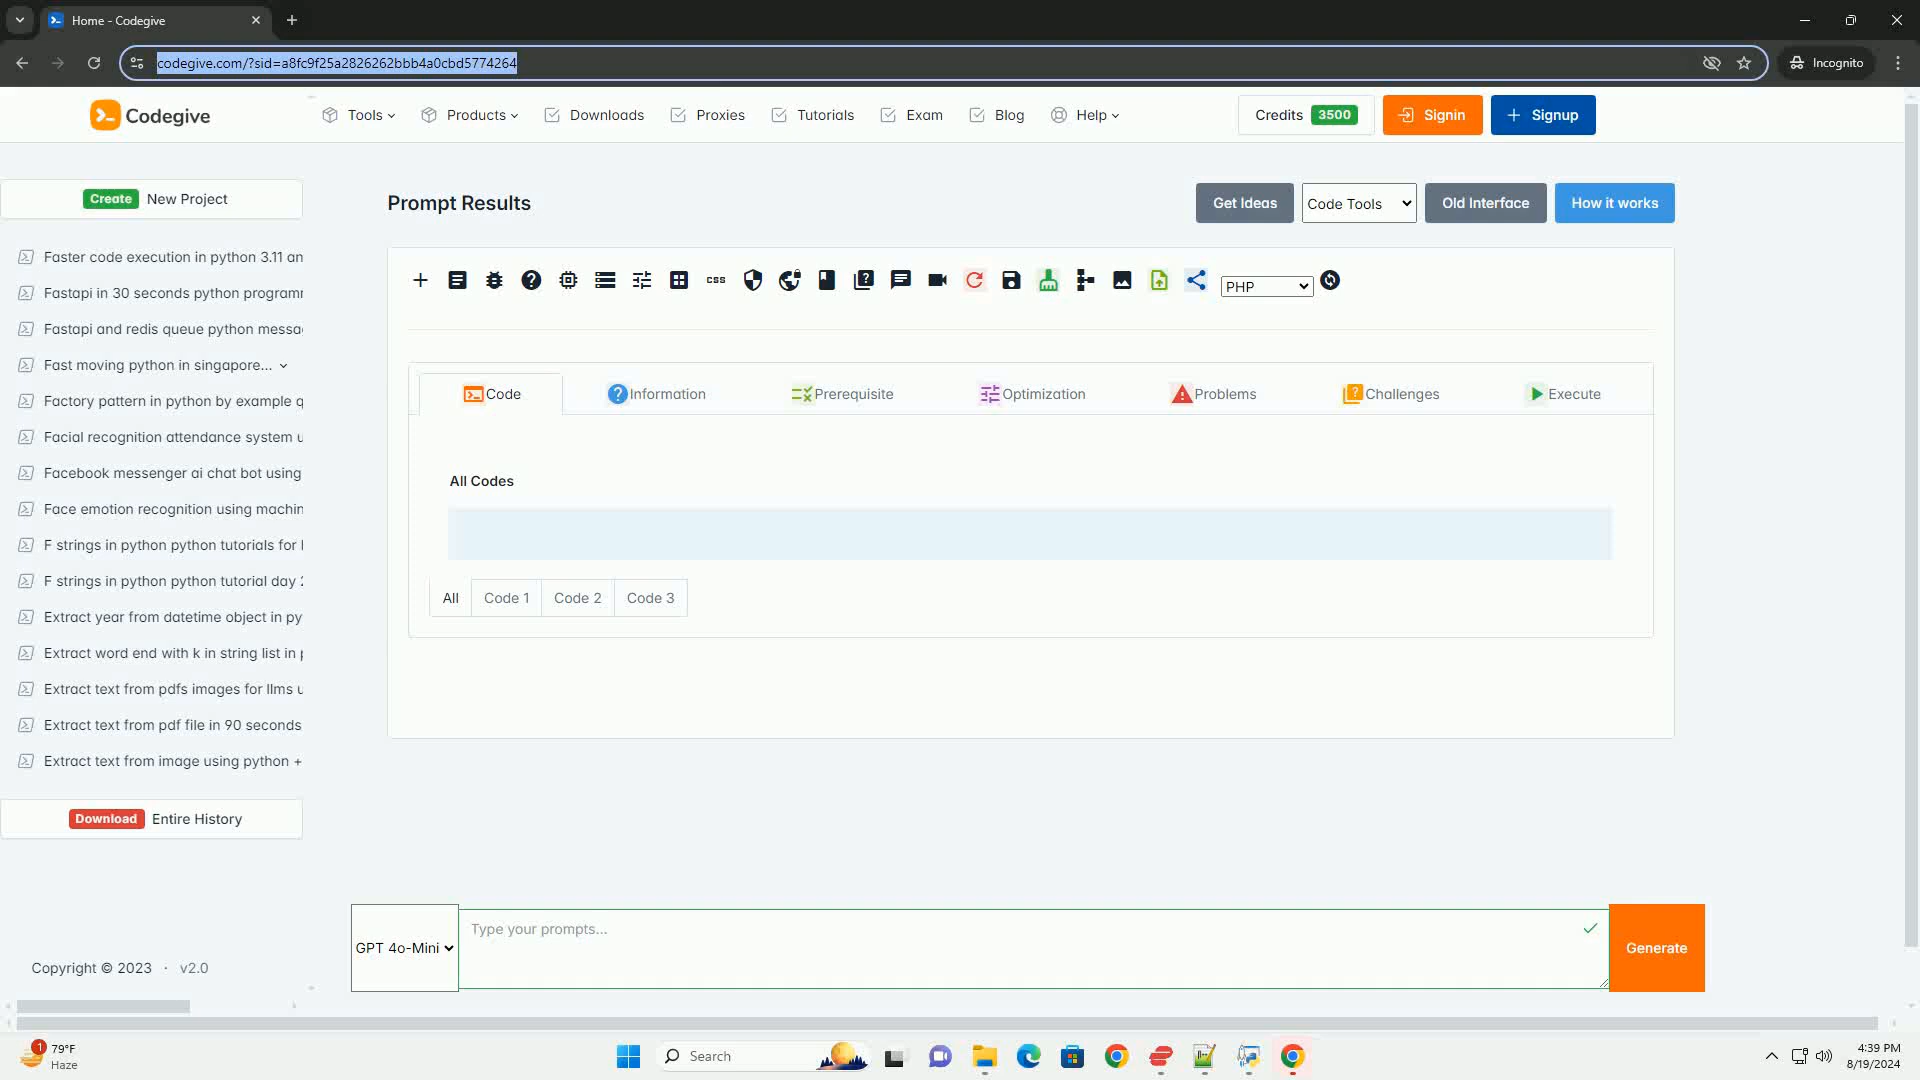 Home - Codegive
codegive.com/?sid=a8fc9f25a2826262bbb4a0cbd5774264
Incognito
Codegive
Tools
Products
Downloads
Proxies
Tutorials
Exam
Blog
Help
Credits 3500
Signin
Signup
Create New Project
Faster code execution in python 3.11 an
Fastapi in 30 seconds python programr
Fastapi and redis queue python messa
Fast moving python in singapore...
Factory pattern in python by example q
Facial recognition attendance system u
Facebook messenger ai chat bot using
Face emotion recognition using machin
F strings in python python tutorials for l
F strings in python python tutorial day 2
Extract year from datetime object in py
Extract word end with k in string list in p
Extract text from pdfs images for llms u
Extract text from pdf file in 90 seconds
Extract text from image using python +
Download Entire History
Copyright © 2023 · v2.0
Prompt Results
Get Ideas
Code Tools
Old Interface
How it works
css
PHP
Code
Information
Prerequisite
Optimization
Problems
Challenges
Execute
All Codes
All
Code 1
Code 2
Code 3
GPT 4o-Mini
Type your prompts...
Generate
1
79°F
Haze
Search
4:39 PM
8/19/2024